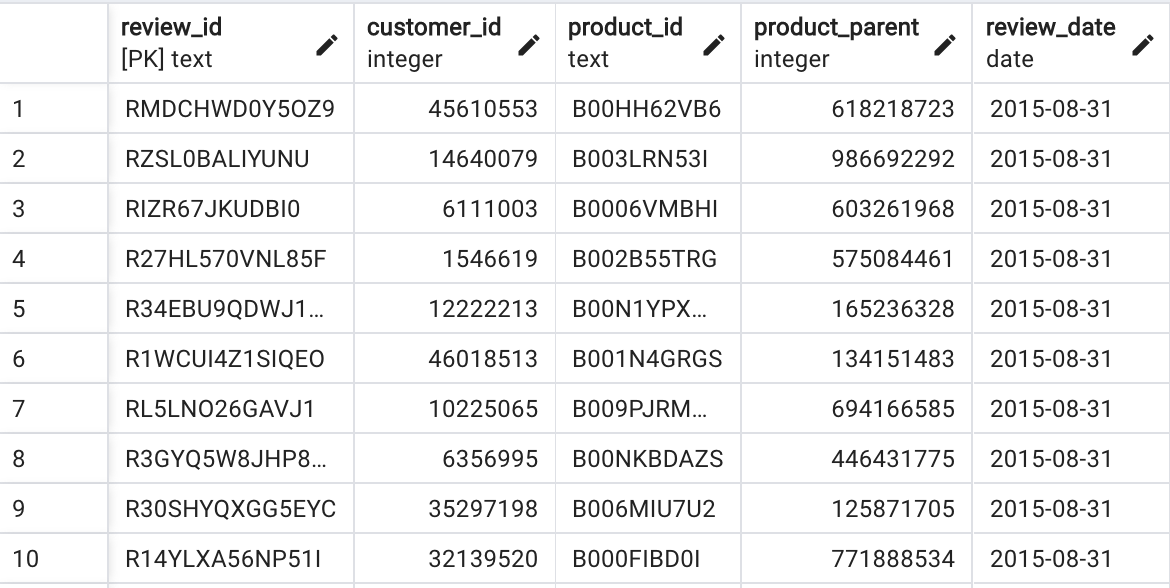 review_id customer_id product_id product_parent review_date
[PK] text integer text integer date
1 RMDCHWD0Y5OZ9 45610553 B00HH62VB6 618218723 2015-08-31
2 RZSL0BALIYUNU 14640079 B003LRN53I 986692292 2015-08-31
3 RIZR67JKUDBI0 6111003 B0006VMBHI 603261968 2015-08-31
4 R27HL570VNL85F 1546619 B002B55TRG 575084461 2015-08-31
5 R34EBU9QDWJ1… 12222213 B00N1YPX… 165236328 2015-08-31
6 R1WCUI4Z1SIQEO 46018513 B001N4GRGS 134151483 2015-08-31
7 RL5LNO26GAVJ1 10225065 B009PJRM… 694166585 2015-08-31
8 R3GYQ5W8JHP8… 6356995 B00NKBDAZS 446431775 2015-08-31
9 R30SHYQXGG5EYC 35297198 B006MIU7U2 125871705 2015-08-31
10 R14YLXA56NP51I 32139520 B000FIBD0I 771888534 2015-08-31